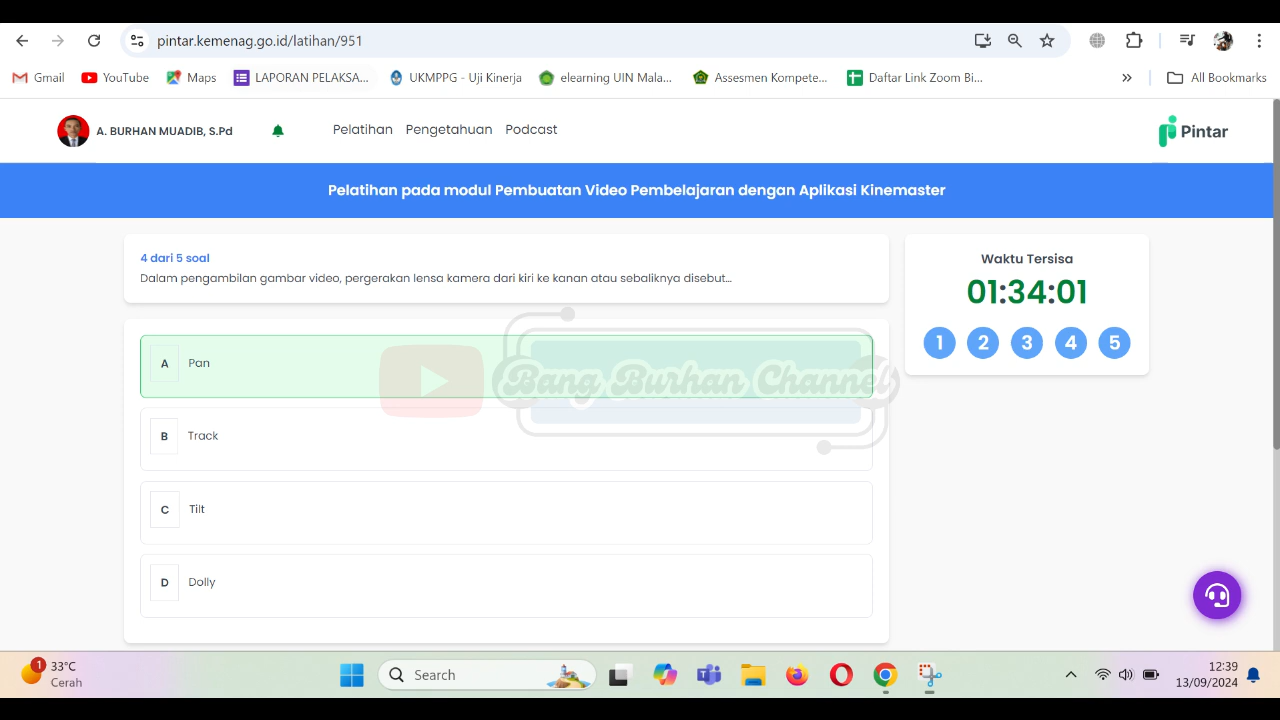 pintar.kemenag.go.id/latihan/951
Gmail YouTube Maps LAPORAN PELAKSA... UKMPPG - Uji Kinerja elearning UIN Mala... Assesmen Kompete... Daftar Link Zoom Bi... » All Bookmarks
A. BURHAN MUADIB, S.Pd Pelatihan Pengetahuan Podcast Pintar
Pelatihan pada modul Pembuatan Video Pembelajaran dengan Aplikasi Kinemaster
4 dari 5 soal
Dalam pengambilan gambar video, pergerakan lensa kamera dari kiri ke kanan atau sebaliknya disebut...
Waktu Tersisa
01:34:01
1 2 3 4 5
A Pan
Bang Burhan Channel
B Track
C Tilt
D Dolly
1 33°C
Cerah
Search
12:39
13/09/2024